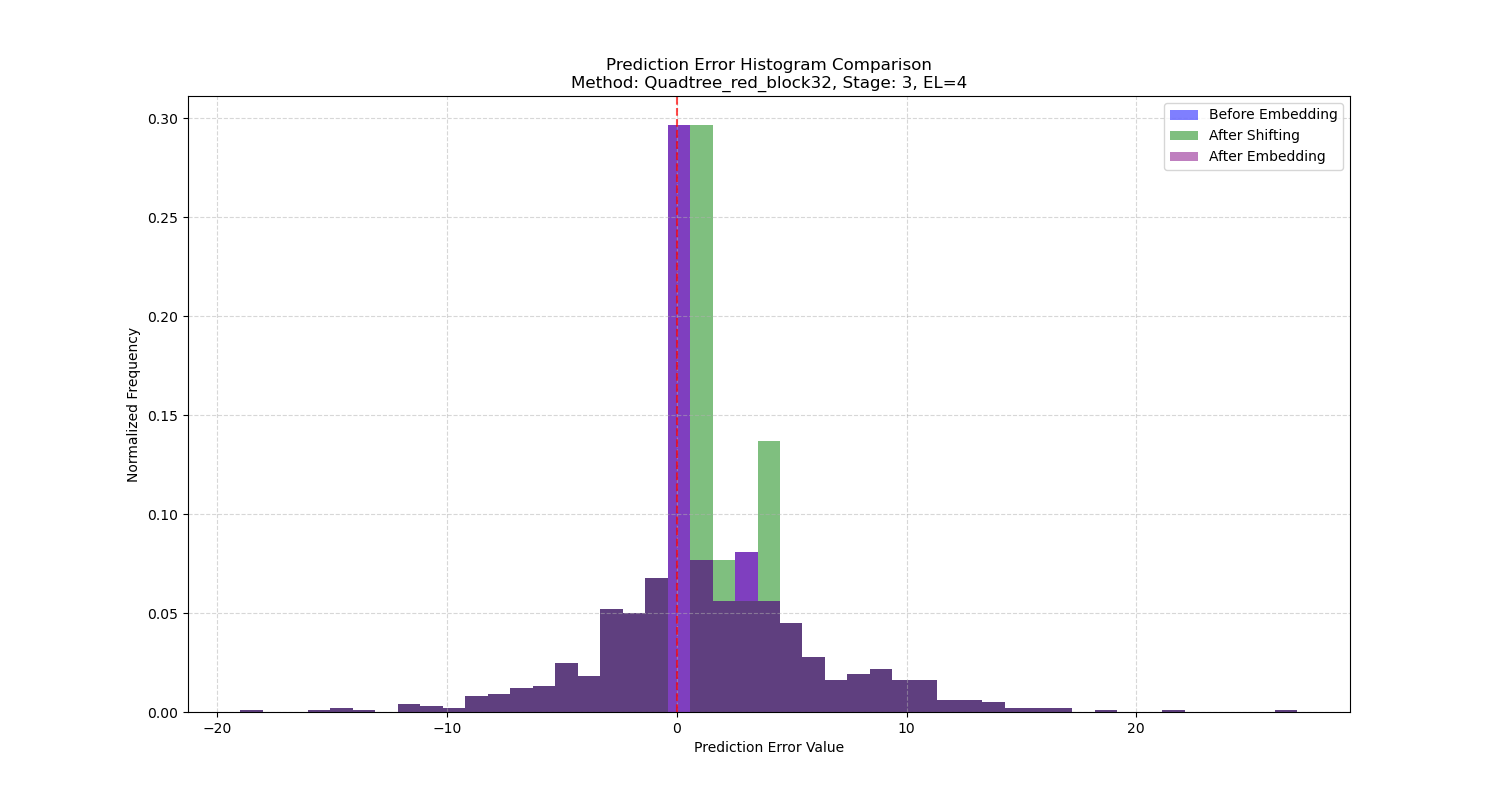 Prediction Error Histogram Comparison
Method: Quadtree_red_block32, Stage: 3, EL=4
Before Embedding
After Shifting
After Embedding
Normalized Frequency
0.30
0.25
0.20
0.15
0.10
0.05
0.00
−20
−10
0
10
20
Prediction Error Value